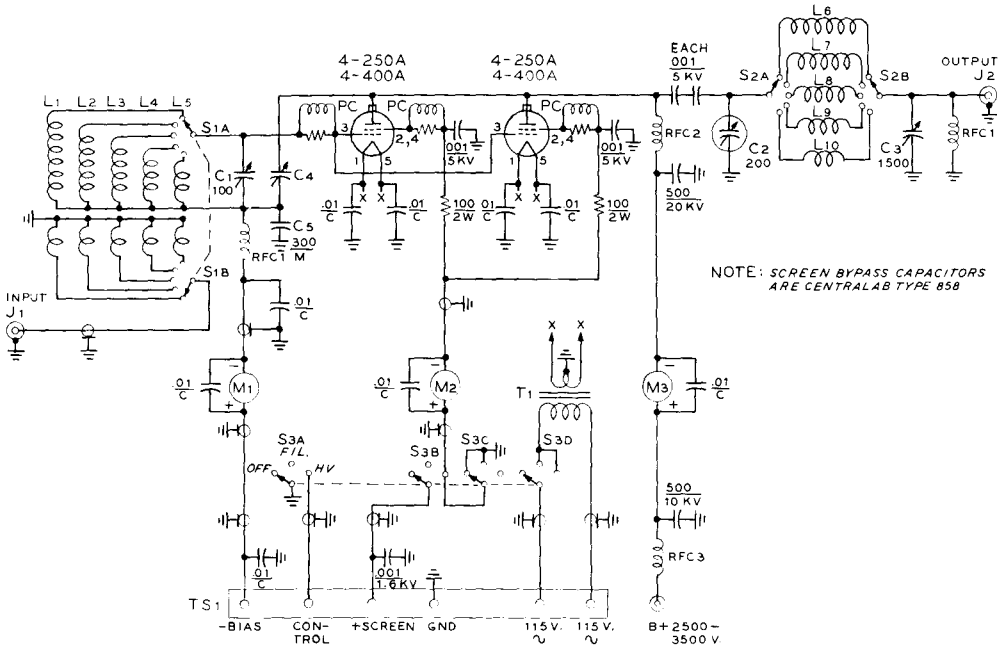 L6
L7
L8
L9
L10
4-250A
4-400A
4-250A
4-400A
EACH
.001
5 KV
S2A
S2B
OUTPUT
J2
L1 L2 L3 L4 L5
S1A
PC
PC
PC
3
2,4
1
5
3
2,4
1
5
.001
5KV
.001
5KV
RFC2
C2
200
C3
1500
RFC1
C1
100
C4
C5
300
M
.01
C
.01
C
.01
C
.01
C
100
2W
100
2W
500
20 KV
RFC1
S1B
INPUT
J1
.01
C
X
X
X
X
NOTE: SCREEN BYPASS CAPACITORS
ARE CENTRALAB TYPE 858
.01
C
M1
-
+
.01
C
M2
-
+
X
X
T1
M3
-
+
.01
C
S3A
FIL.
OFF
HV
S3B
S3C
S3D
500
10 KV
RFC3
.01
C
.001
1.6KV
TS1
-BIAS
CON-
TROL
+SCREEN
GND
115 V.
∿
115 V.
∿
B+ 2500-
3500 V.